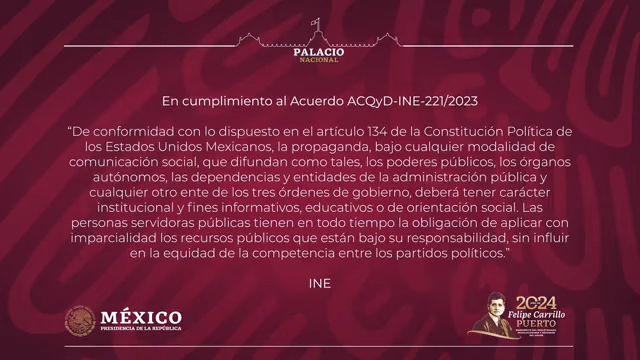 PALACIO
NACIONAL
En cumplimiento al Acuerdo ACQyD-INE-221/2023
“De conformidad con lo dispuesto en el artículo 134 de la Constitución Política de
los Estados Unidos Mexicanos, la propaganda, bajo cualquier modalidad de
comunicación social, que difundan como tales, los poderes públicos, los órganos
autónomos, las dependencias y entidades de la administración pública y
cualquier otro ente de los tres órdenes de gobierno, deberá tener carácter
institucional y fines informativos, educativos o de orientación social. Las
personas servidoras públicas tienen en todo tiempo la obligación de aplicar con
imparcialidad los recursos públicos que están bajo su responsabilidad, sin influir
en la equidad de la competencia entre los partidos políticos.”
INE
MÉXICO
PRESIDENCIA DE LA REPÚBLICA
2024
Felipe Carrillo
PUERTO